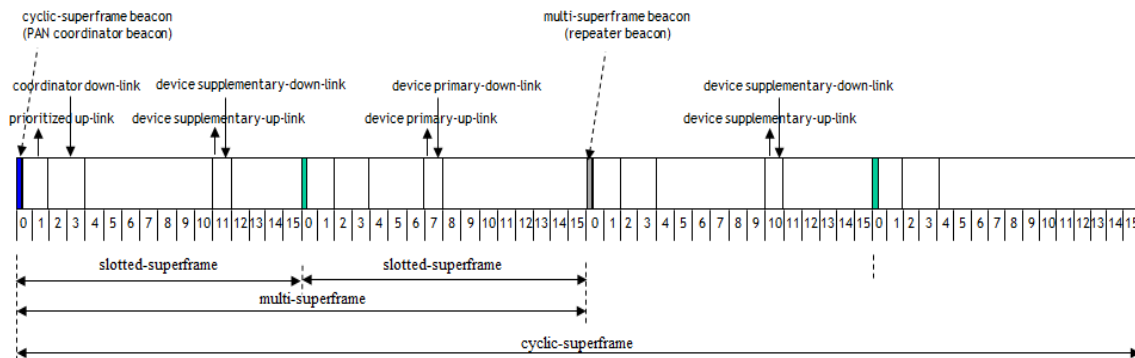 cyclic-superframe beacon
(PAN coordinator beacon)
multi-superframe beacon
(repeater beacon)
coordinator down-link
device supplementary-down-link
device primary-down-link
device supplementary-down-link
prioritized up-link
device supplementary-up-link
device primary-up-link
device supplementary-up-link
0 1 2 3 4 5 6 7 8 9 10 11 12 13 14 15 0 1 2 3 4 5 6 7 8 9 10 11 12 13 14 15 0 1 2 3 4 5 6 7 8 9 10 11 12 13 14 15 0 1 2 3 4 5 6 7 8 9 10 11 12 13 14 15
slotted-superframe
slotted-superframe
multi-superframe
cyclic-superframe